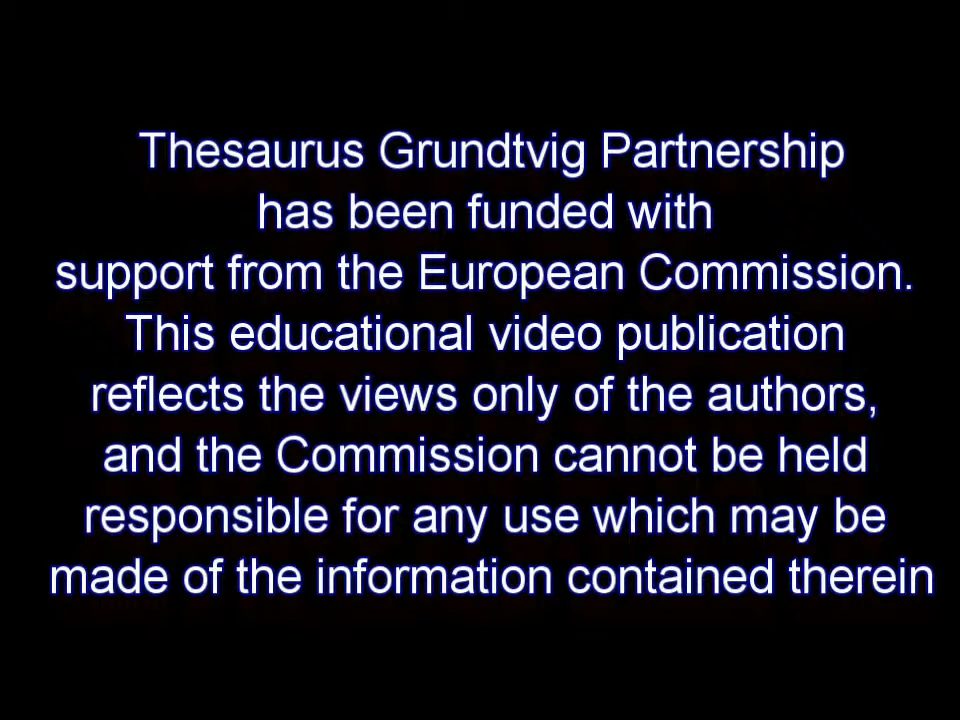 Thesaurus Grundtvig Partnership
has been funded with
support from the European Commission.
This educational video publication
reflects the views only of the authors,
and the Commission cannot be held
responsible for any use which may be
made of the information contained therein